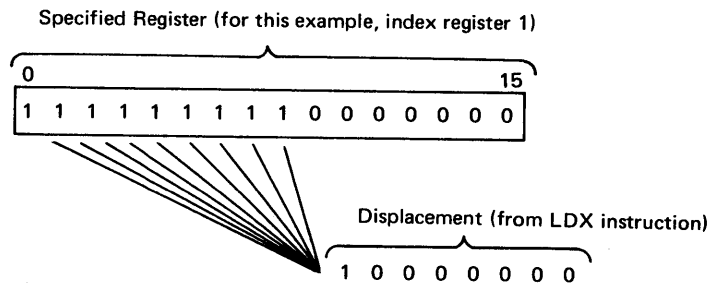 Specified Register (for this example, index register 1)
0 15
1 1 1 1 1 1 1 1 1 0 0 0 0 0 0 0
Displacement (from LDX instruction)
1 0 0 0 0 0 0 0